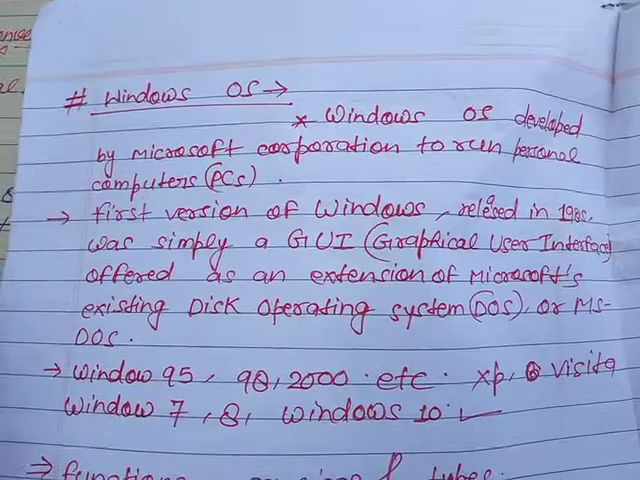 # Windows OS →
* Windows OS developed
by microsoft corporation to run personal
computers (PCs).
→ first version of Windows, relesed in 1985,
was simply a GUI (Graphical User Interface)
offered as an extension of Microsoft's
existing Disk Operating system (DOS), or MS-
DOS.
→ window 95, 98, 2000 etc. xp, visita
window 7, 8, windows 10.
⇒ functions types.